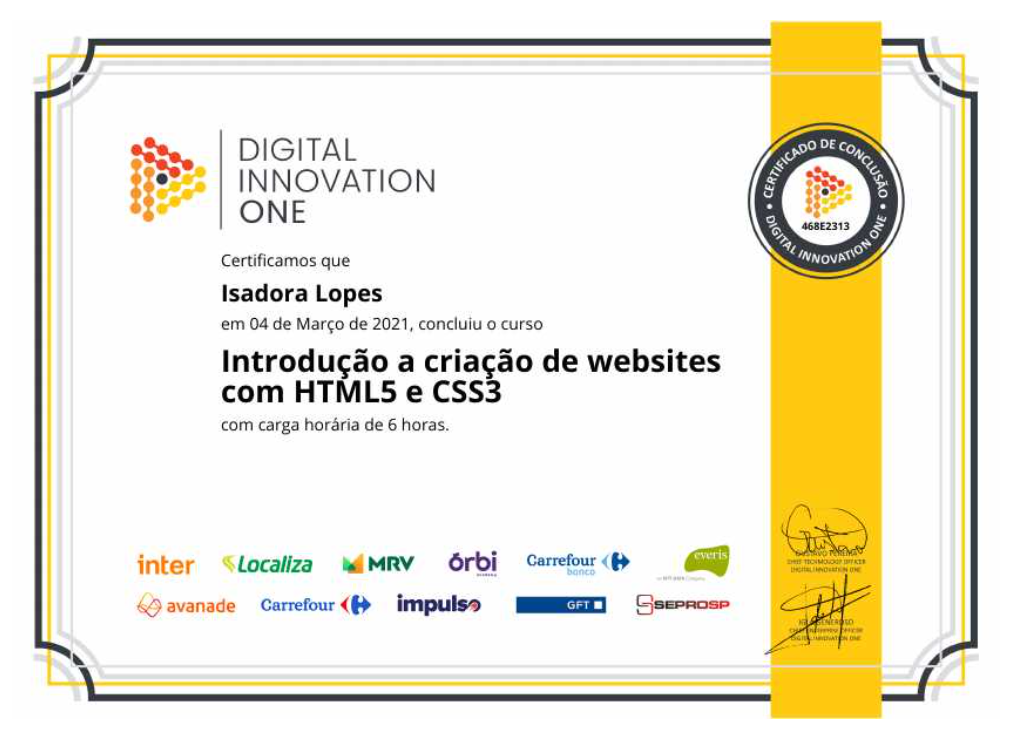 DIGITAL
INNOVATION
ONE
CERTIFICADO DE CONCLUSÃO
468E2313
DIGITAL INNOVATION ONE
Certificamos que
Isadora Lopes
em 04 de Março de 2021, concluiu o curso
Introdução a criação de websites
com HTML5 e CSS3
com carga horária de 6 horas.
inter
Localiza
MRV
órbi
Carrefour
banco
everis
avanade
Carrefour
impulso
GFT
SEPROSP
GUSTAVO PEREIRA
CHIEF TECHNOLOGY OFFICER
DIGITAL INNOVATION ONE
OFFICER
DIGITAL INNOVATION ONE